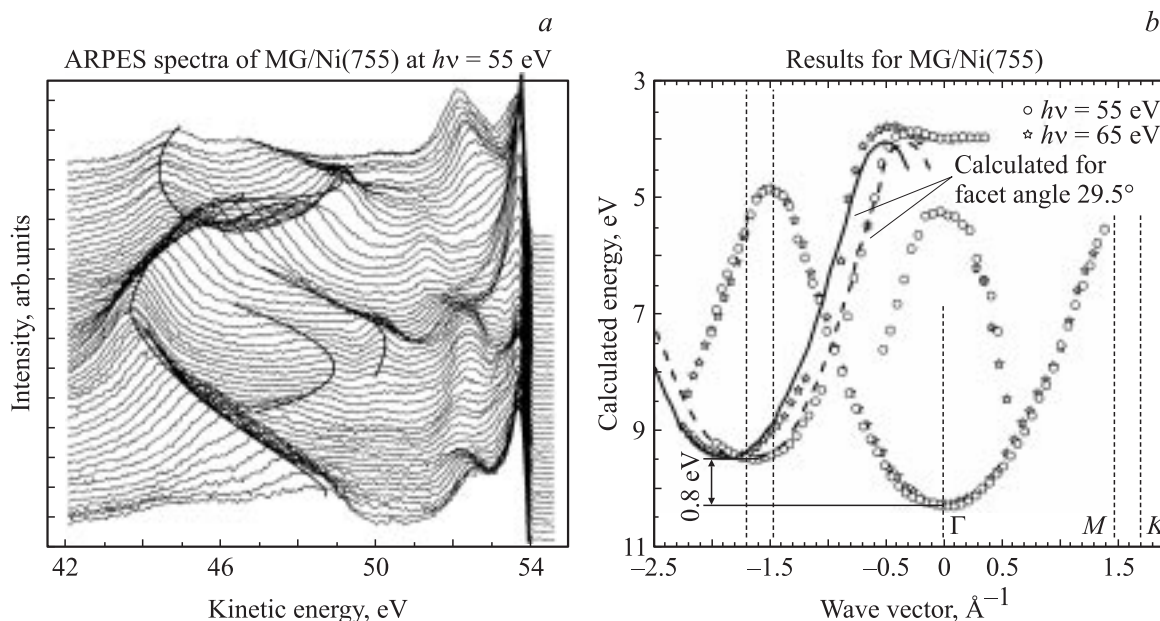 a
ARPES spectra of MG/Ni(755) at hν = 55 eV
Intensity, arb.units
42
46
50
54
Kinetic energy, eV
b
Results for MG/Ni(755)
3
5
7
9
11
Calculated energy, eV
hν = 55 eV
hν = 65 eV
Calculated for
facet angle 29.5°
0.8 eV
Γ
M
K
–2.5
–1.5
–0.5
0
0.5
1.5
Wave vector, Å–1